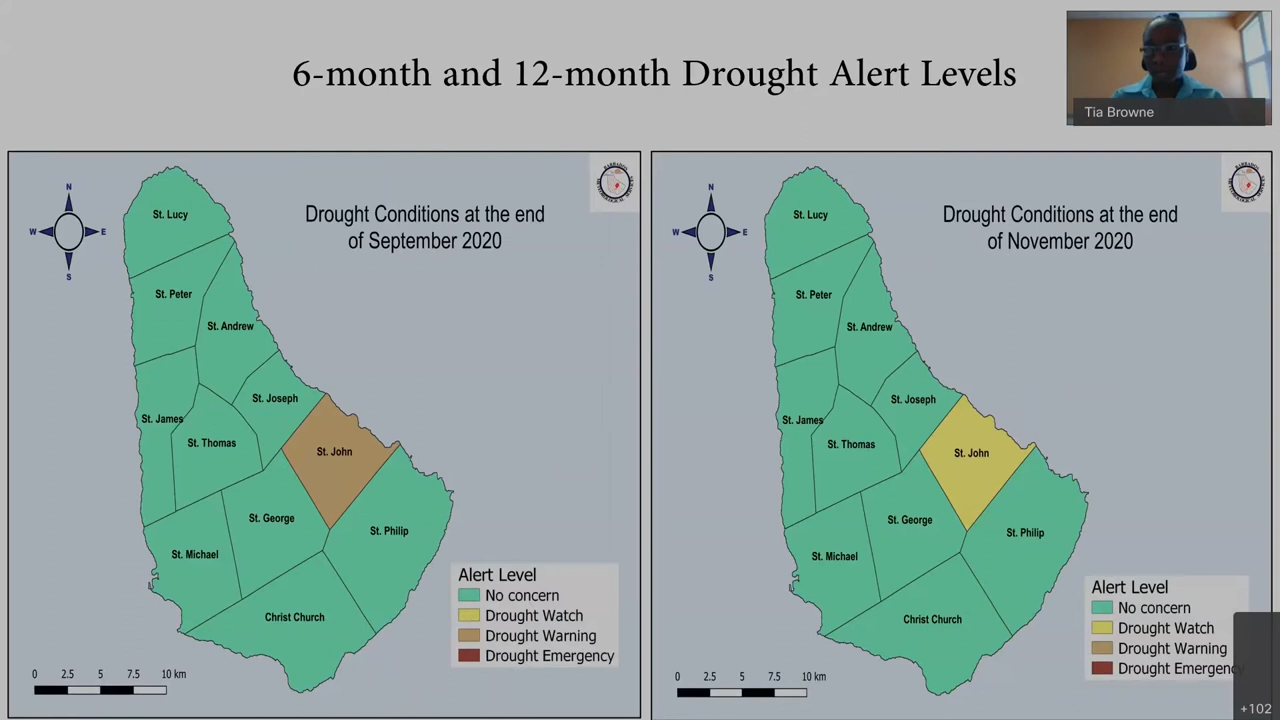 6-month and 12-month Drought Alert Levels
Tia Browne
N
W
E
S
Drought Conditions at the end
of September 2020
St. Lucy
St. Peter
St. Andrew
St. Joseph
St. James
St. Thomas
St. John
St. George
St. Philip
St. Michael
Christ Church
Alert Level
No concern
Drought Watch
Drought Warning
Drought Emergency
0 2.5 5 7.5 10 km
N
W
E
S
Drought Conditions at the end
of November 2020
St. Lucy
St. Peter
St. Andrew
St. Joseph
St. James
St. Thomas
St. John
St. George
St. Philip
St. Michael
Christ Church
Alert Level
No concern
Drought Watch
Drought Warning
Drought Emergency
0 2.5 5 7.5 10 km
+102